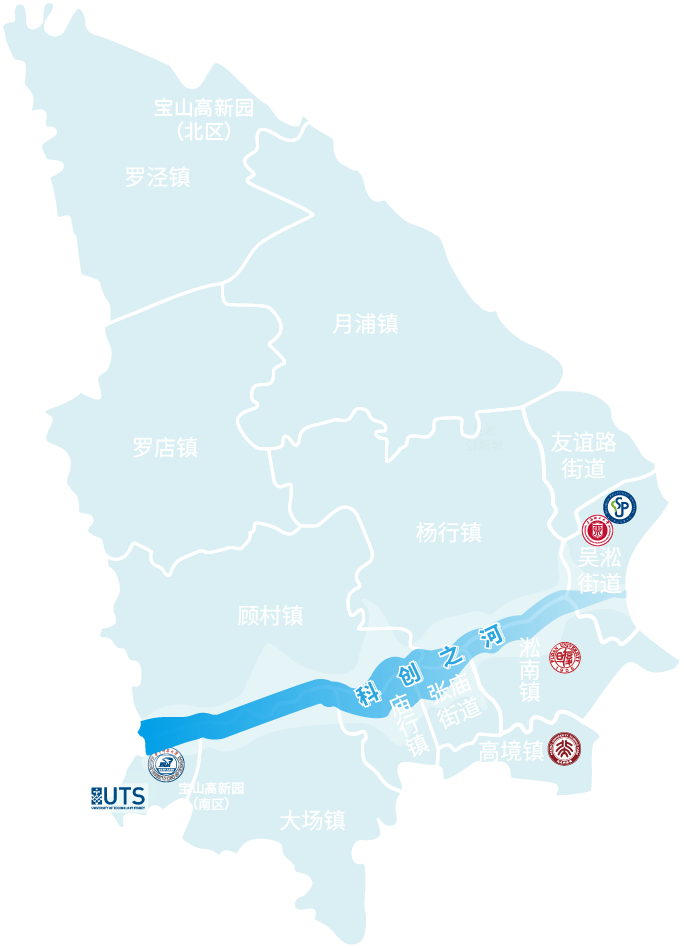 宝山高新园
（北区）
罗泾镇
月浦镇
罗店镇
友谊路
街道
杨行镇
吴淞
街道
顾村镇
科创之河
淞南镇
庙行镇
张庙
街道
高境镇
UTS
宝山高新园
（南区）
大场镇